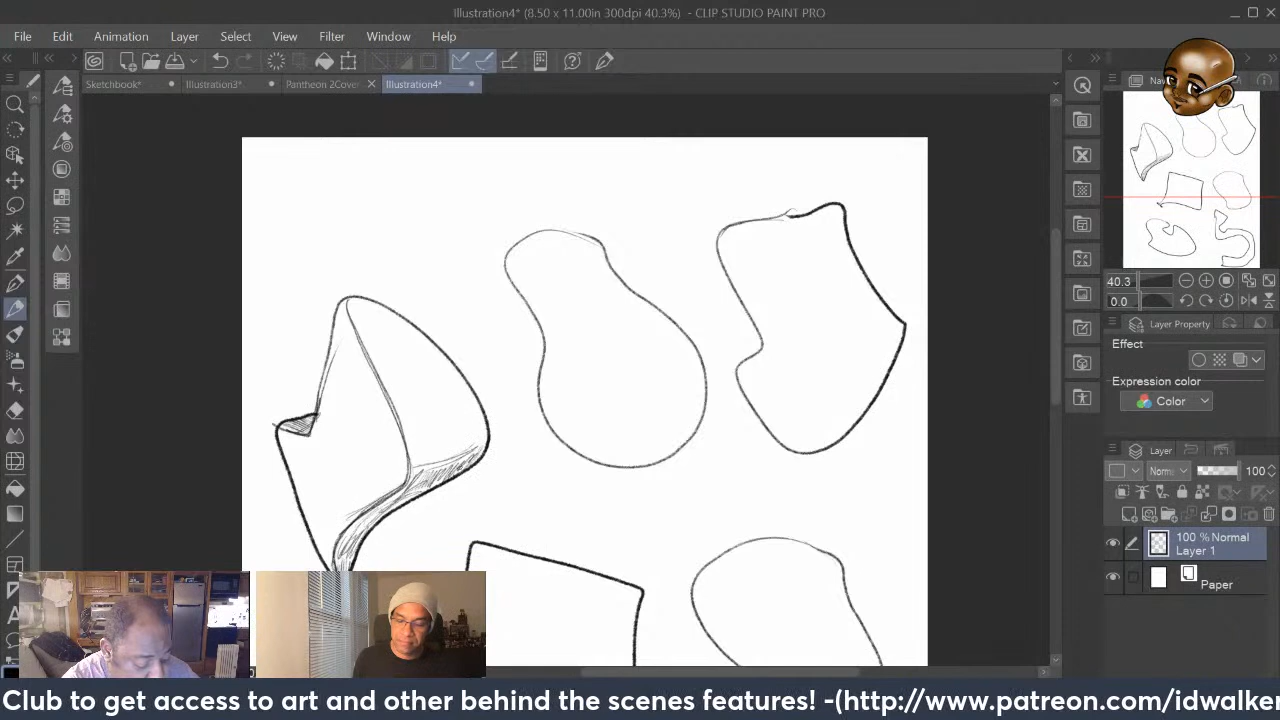 Illustration4* (8.50 x 11.00in 300dpi 40.3%) - CLIP STUDIO PAINT PRO
File Edit Animation Layer Select View Filter Window Help
Sketchbook* Illustration3* Pantheon 2Cover Illustration4*
40.3
0.0
Layer Property
Effect
Expression color
Color
Layer
Norm 100
100 % Normal
Layer 1
Paper
Club to get access to art and other behind the scenes features! -(http://www.patreon.com/idwalker